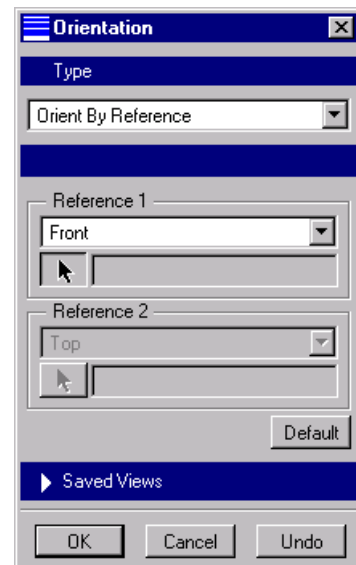 Orientation
Type
Orient By Reference
Reference 1
Front
Reference 2
Top
Default
Saved Views
OK Cancel Undo